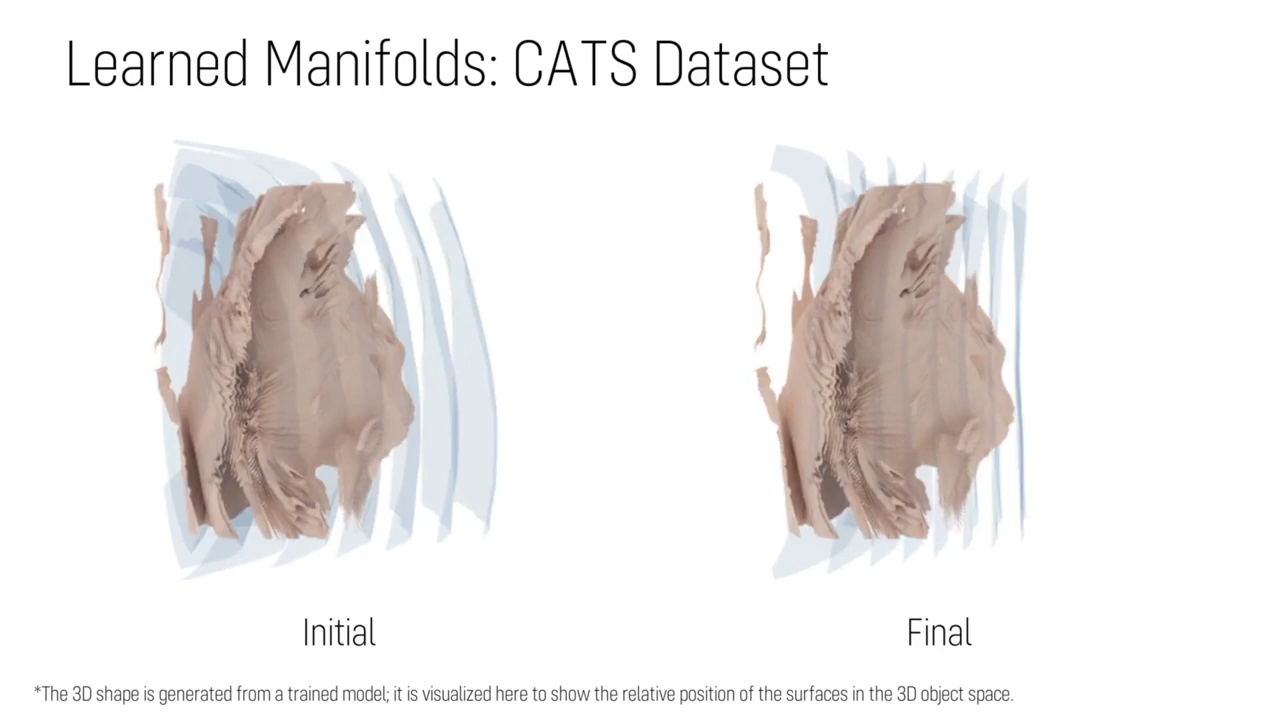 Learned Manifolds: CATS Dataset
Initial
Final
*The 3D shape is generated from a trained model; it is visualized here to show the relative position of the surfaces in the 3D object space.